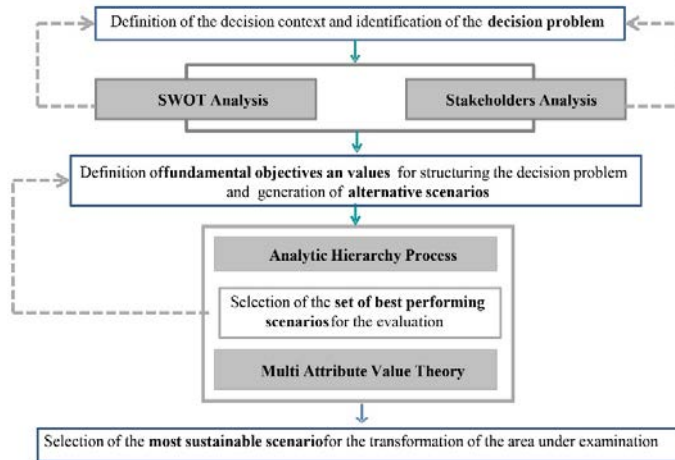 Definition of the decision context and identification of the decision problem
SWOT Analysis
Stakeholders Analysis
Definition offundamental objectives an values for structuring the decision problem
and generation of alternative scenarios
Analytic Hierarchy Process
Selection of the set of best performing
scenariosfor the evaluation
Multi Attribute Value Theory
Selection of the most sustainable scenariofor the transformation of the area under examination